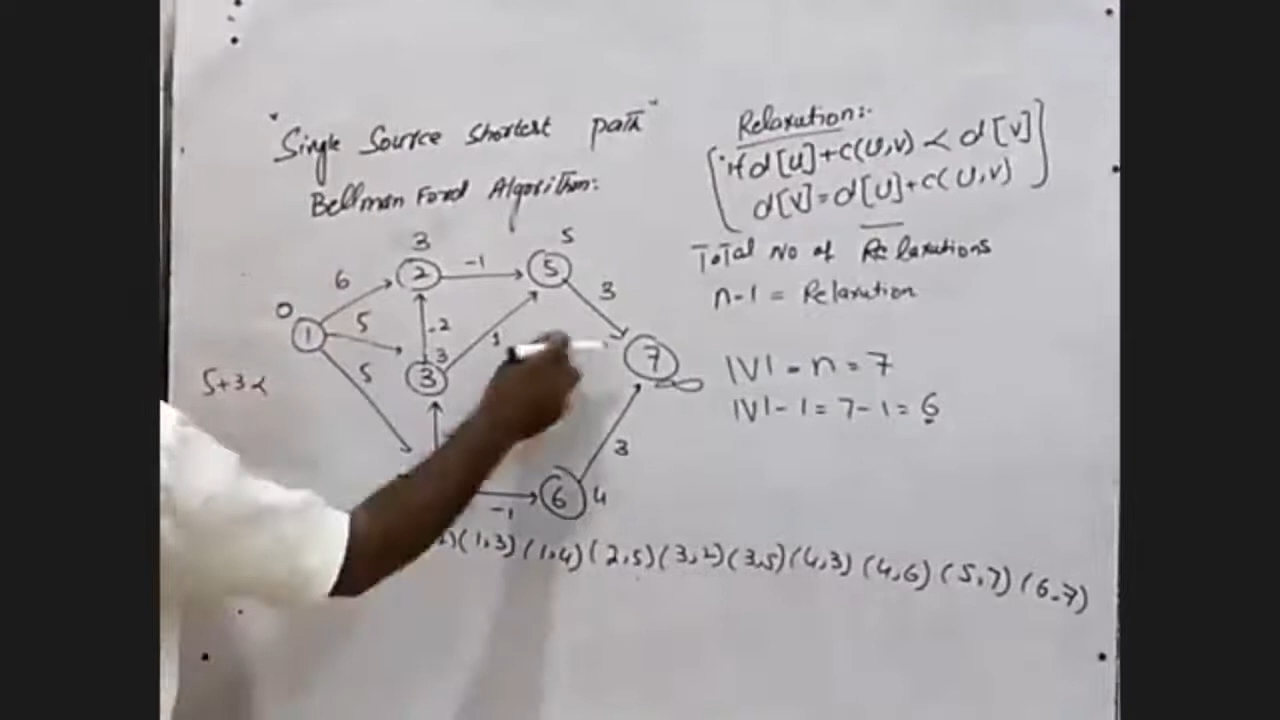 "Single Source Shortest path"
Bellman Ford Algorithm:
Relaxution:-
if d[u]+c(u,v) < d[v]
d[v]=d[u]+c(u,v)
Total No of Relaxutions
n-1 = Relaxution
|V| = n = 7
|V|-1 = 7-1 = 6
3
5
6
2
-1
5
3
0
1
5
-2
3
1
7
∞
5
3
5+3<
3
6
4
-1
)(1,3)(1,4)(2,5)(3,2)(3,5)(4,3)(4,6)(5,7)(6-7)